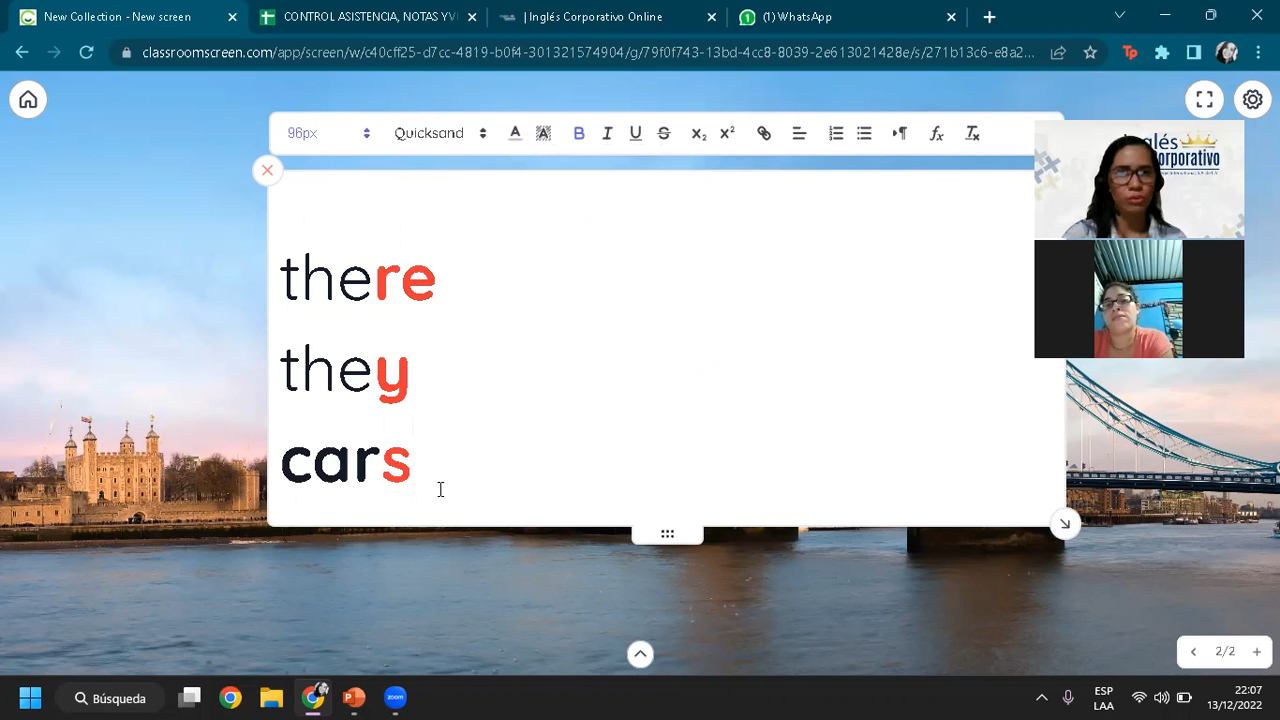 New Collection - New screen
CONTROL ASISTENCIA, NOTAS YVI
| Inglés Corporativo Online
(1) WhatsApp
classroomscreen.com/app/screen/w/c40cff25-d7cc-4819-b0f4-301321574904/g/79f0f743-13bd-4cc8-8039-2e613021428e/s/271b13c6-e8a2...
96px
Quicksand
there
they
cars
Inglés
Corporativo
2/2
Búsqueda
zoom
ESP
LAA
22:07
13/12/2022